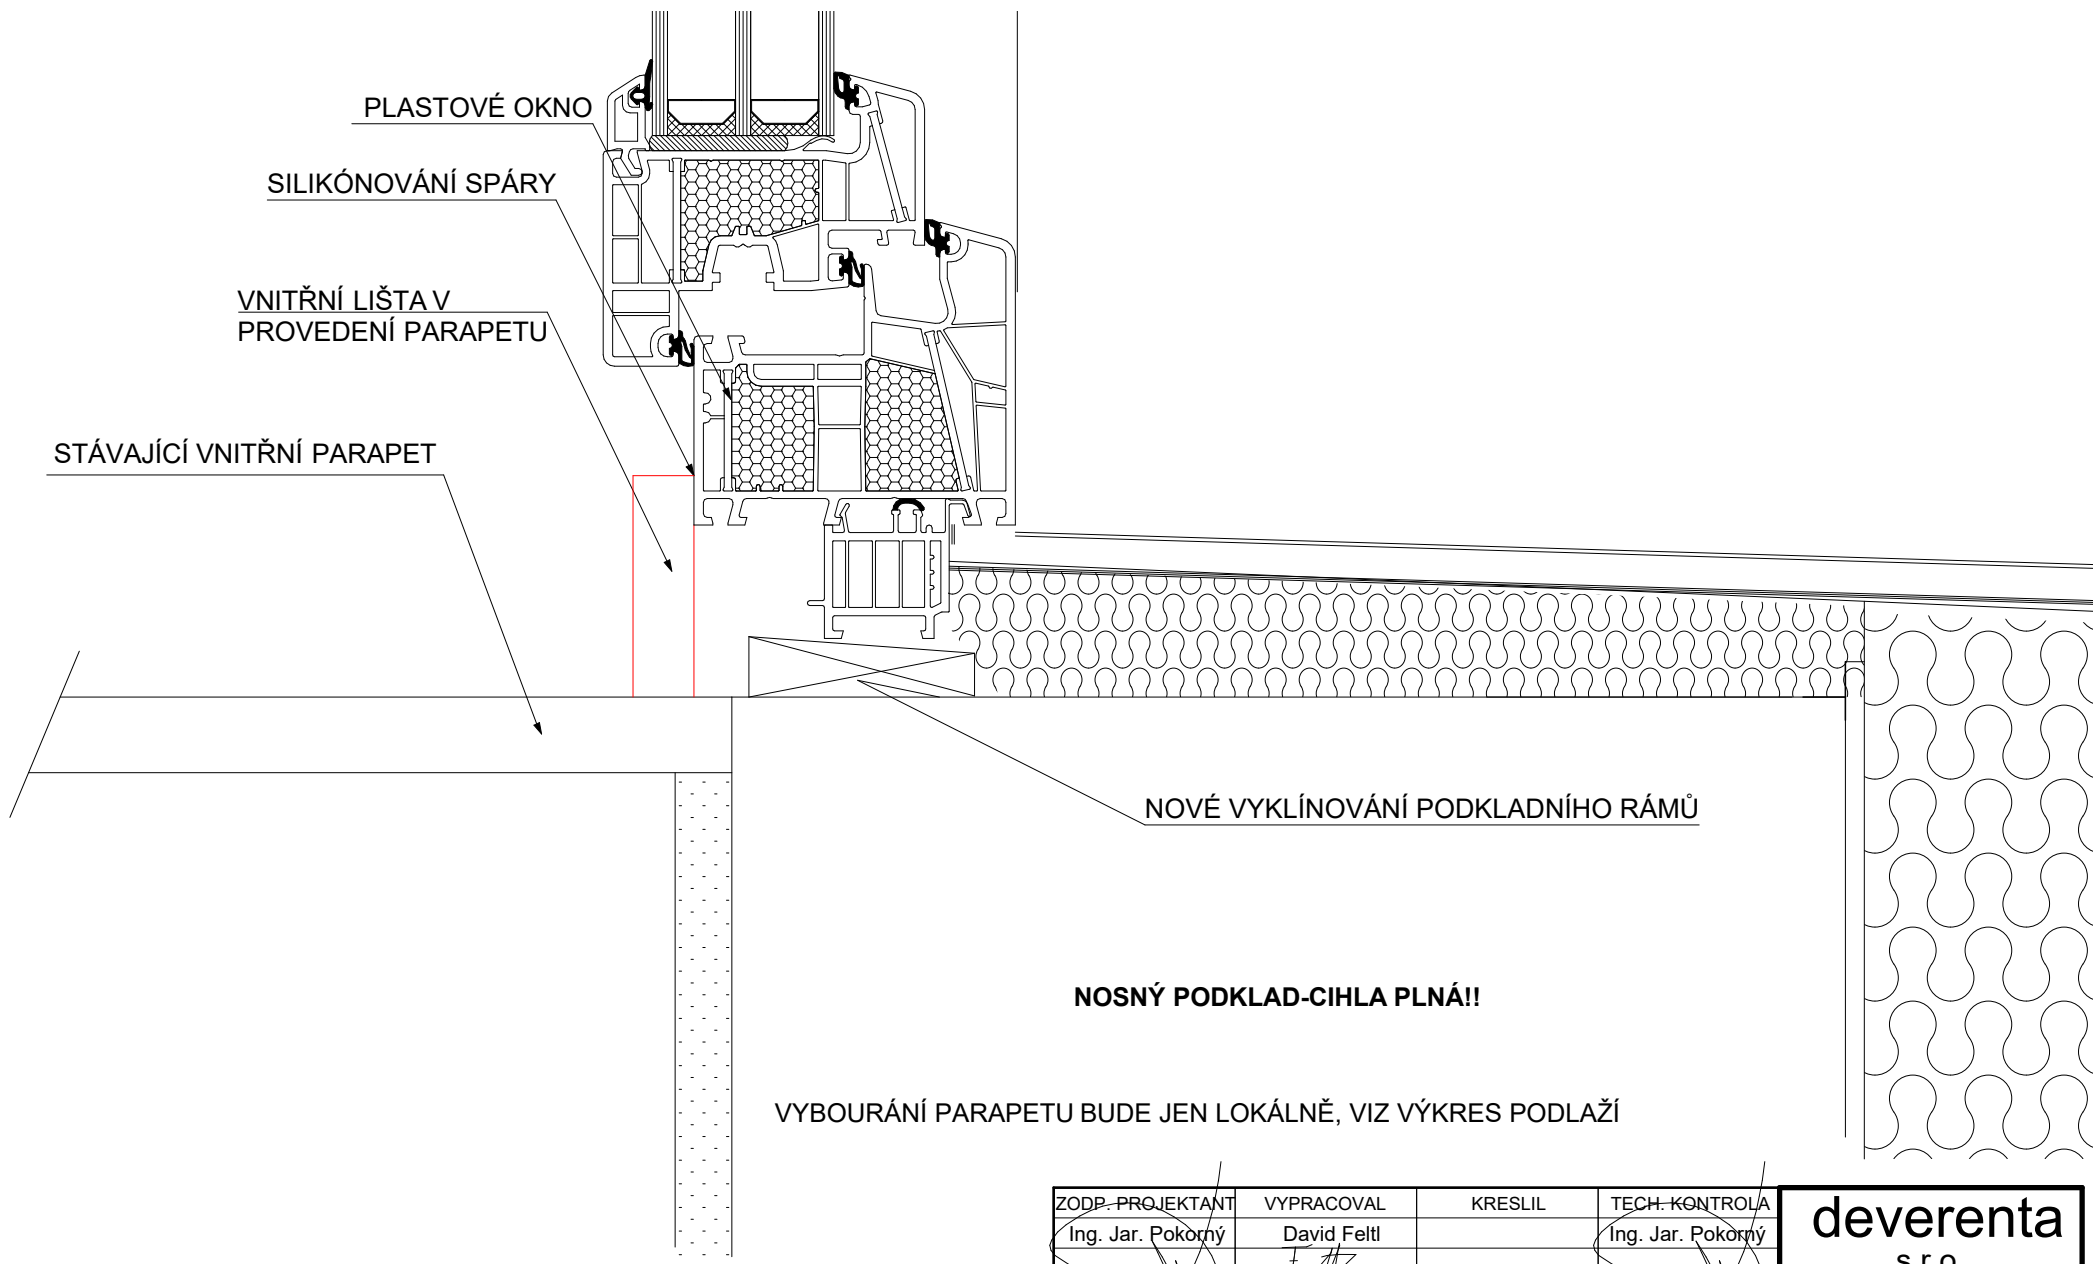 PLASTOVÉ OKNO
SILIKÓNOVÁNÍ SPÁRY
VNITŘNÍ LIŠTA V
PROVEDENÍ PARAPETU
STÁVAJÍCÍ VNITŘNÍ PARAPET
NOVÉ VYKLÍNOVÁNÍ PODKLADNÍHO RÁMŮ
NOSNÝ PODKLAD-CIHLA PLNÁ!!
VYBOURÁNÍ PARAPETU BUDE JEN LOKÁLNĚ, VIZ VÝKRES PODLAŽÍ
ZODP. PROJEKTANT VYPRACOVAL KRESLIL TECH. KONTROLA
Ing. Jar. Pokorný David Feltl Ing. Jar. Pokorný
deverenta
s.r.o.